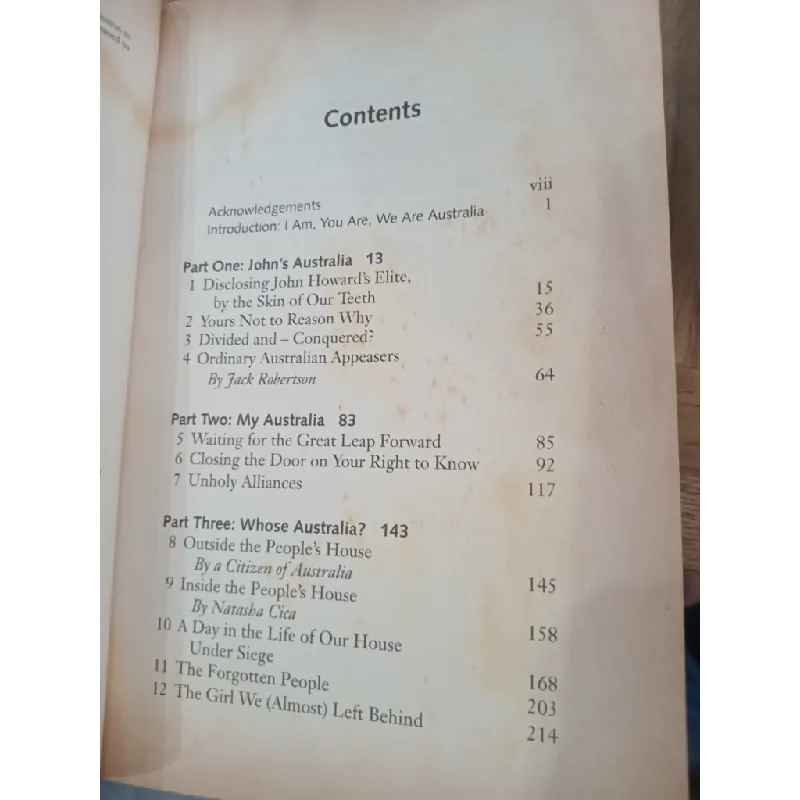 Contents
Acknowledgements viii
Introduction: I Am, You Are, We Are Australia 1
Part One: John's Australia 13
1 Disclosing John Howard's Elite,
by the Skin of Our Teeth 15
2 Yours Not to Reason Why 36
3 Divided and – Conquered? 55
4 Ordinary Australian Appeasers
By Jack Robertson 64
Part Two: My Australia 83
5 Waiting for the Great Leap Forward 85
6 Closing the Door on Your Right to Know 92
7 Unholy Alliances 117
Part Three: Whose Australia? 143
8 Outside the People's House
By a Citizen of Australia 145
9 Inside the People's House
By Natasha Cica 158
10 A Day in the Life of Our House
Under Siege 168
11 The Forgotten People 203
12 The Girl We (Almost) Left Behind 214